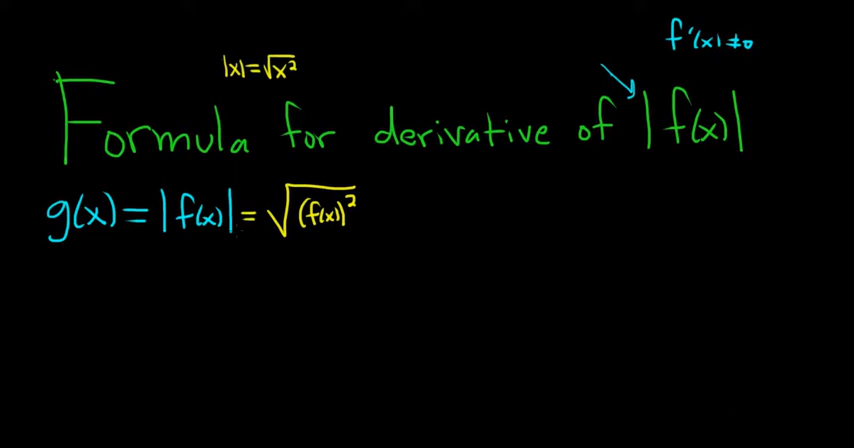 f'(x) ≠ 0
|x| = √x²
Formula for derivative of |f(x)|
g(x) = |f(x)| = √(f(x))²